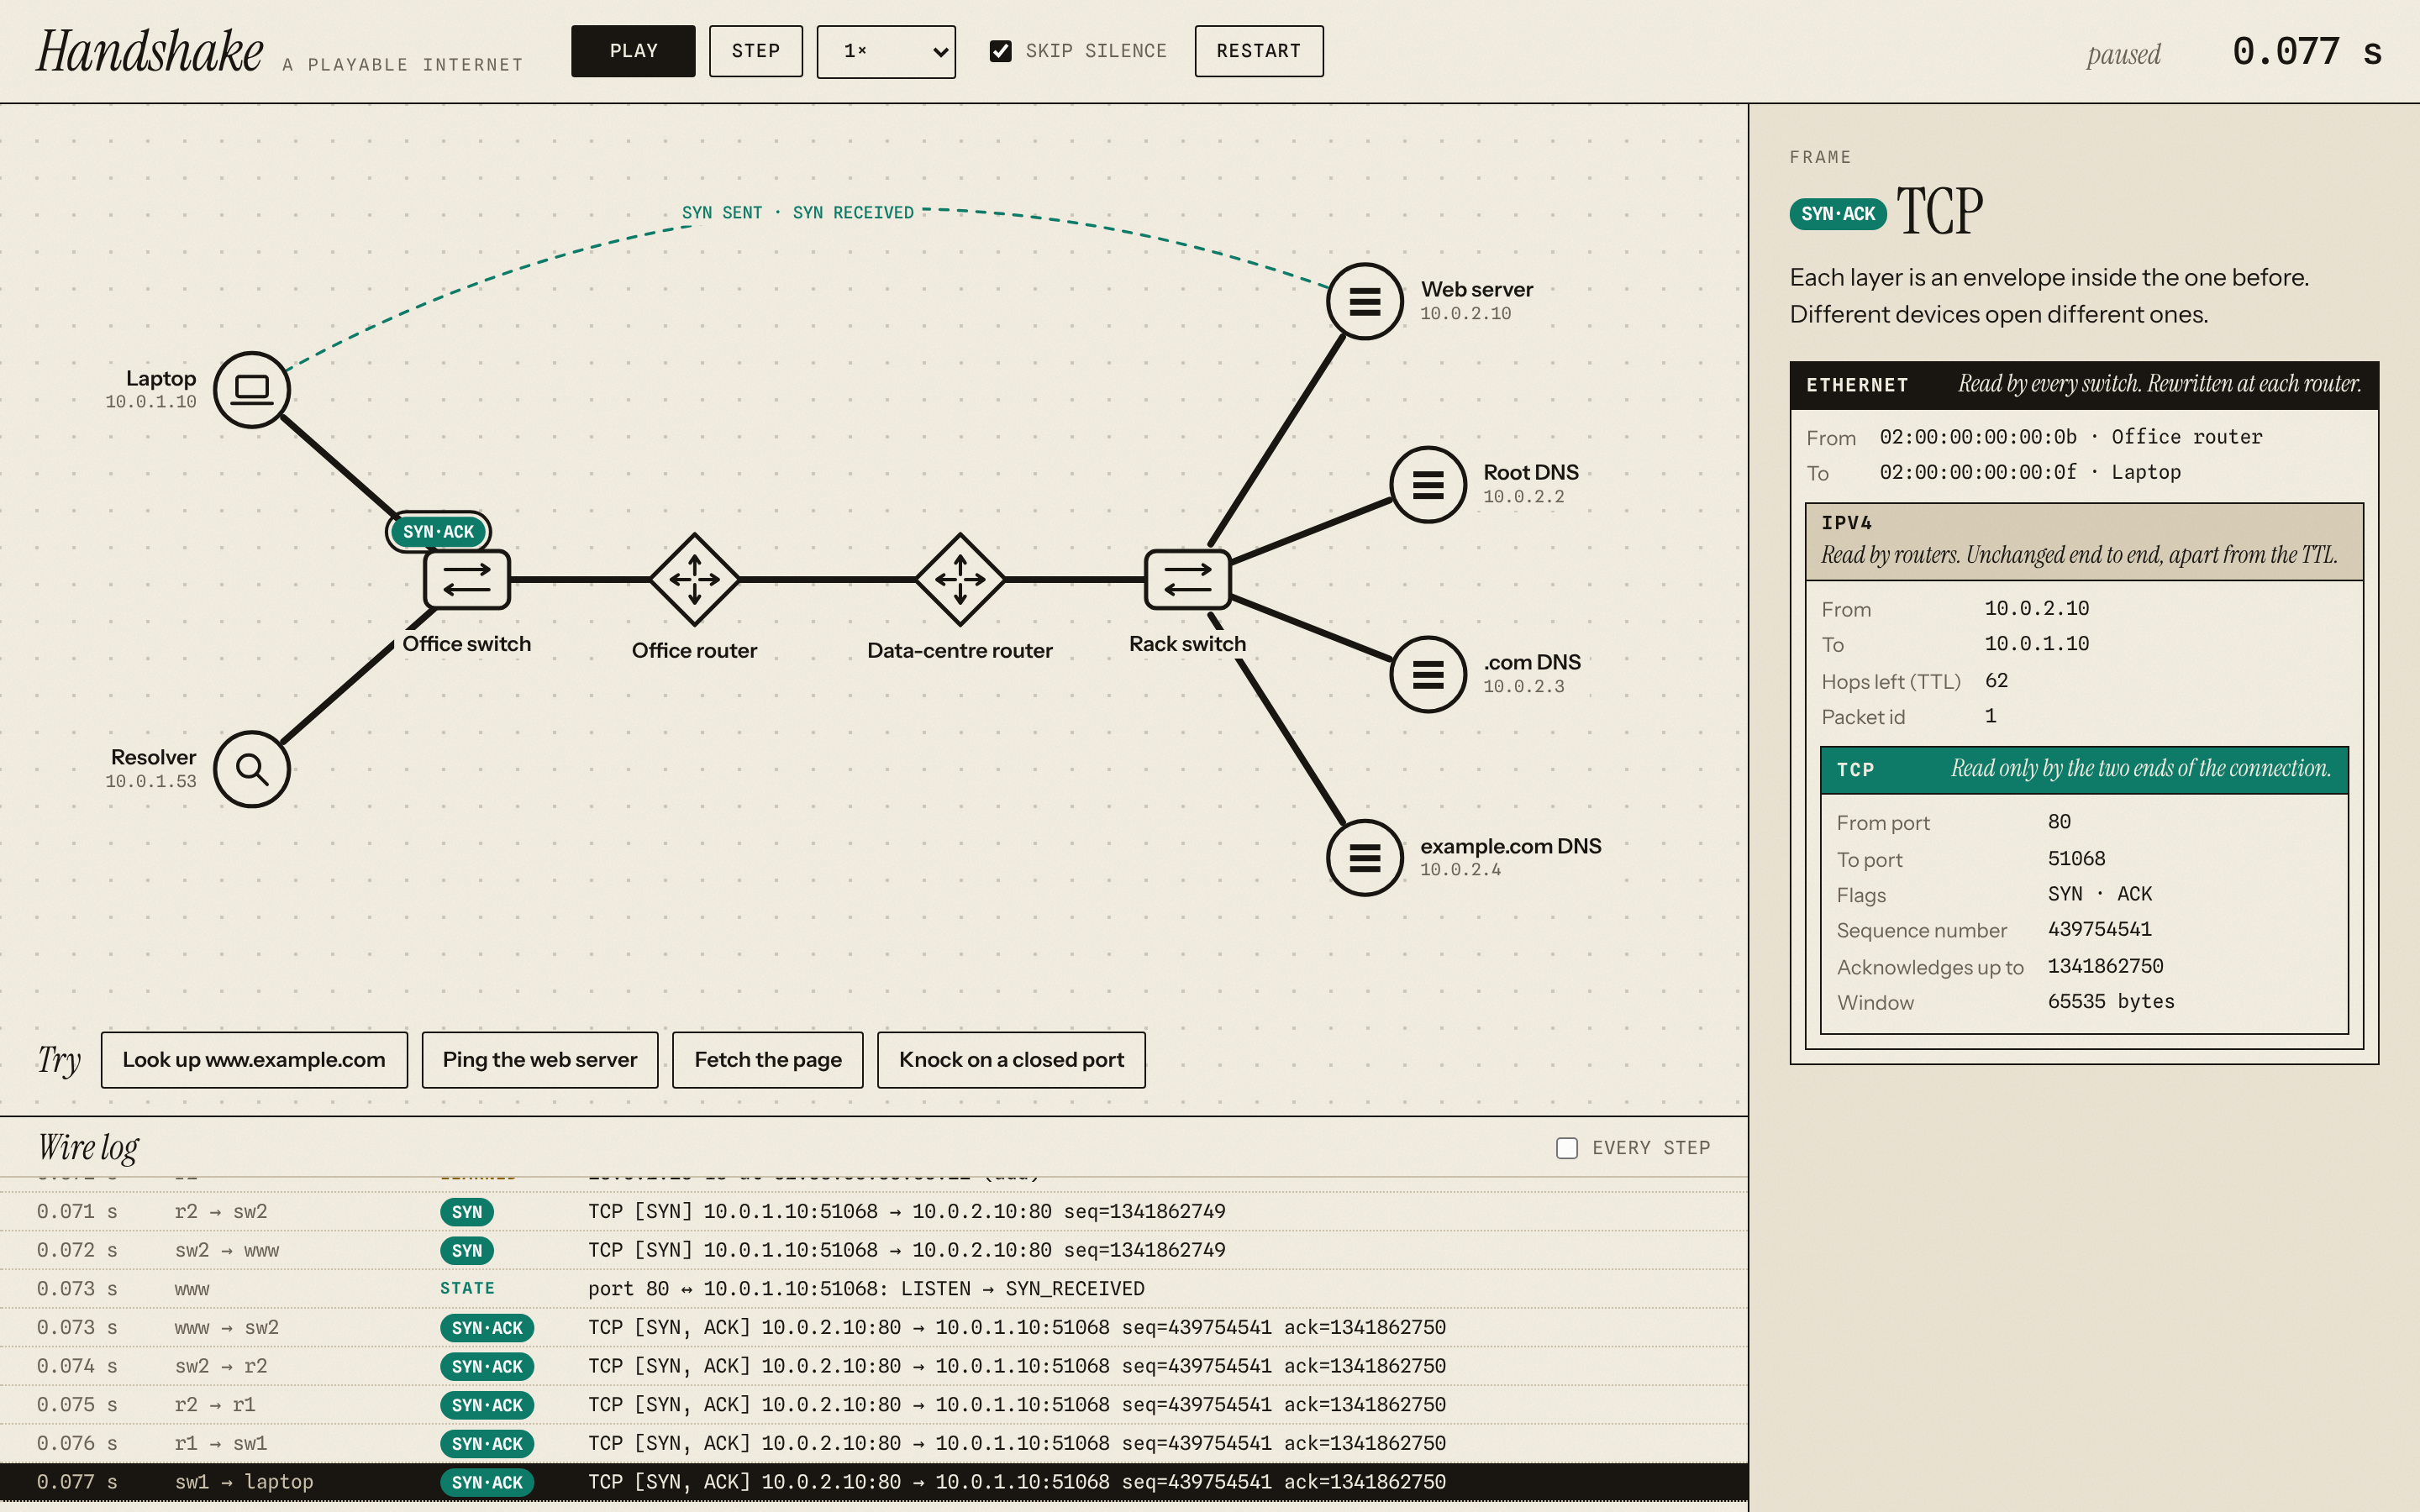 Handshake A PLAYABLE INTERNET PLAY STEP 1× SKIP SILENCE RESTART paused 0.077 s
SYN SENT · SYN RECEIVED
Web server
10.0.2.10
Laptop
10.0.1.10
Root DNS
10.0.2.2
SYN·ACK
Office switch
Office router
Data-centre router
Rack switch
.com DNS
10.0.2.3
Resolver
10.0.1.53
example.com DNS
10.0.2.4
Try Look up www.example.com Ping the web server Fetch the page Knock on a closed port
Wire log EVERY STEP
0.071 s r2 → sw2 SYN TCP [SYN] 10.0.1.10:51068 → 10.0.2.10:80 seq=1341862749
0.072 s sw2 → www SYN TCP [SYN] 10.0.1.10:51068 → 10.0.2.10:80 seq=1341862749
0.073 s www STATE port 80 ↔ 10.0.1.10:51068: LISTEN → SYN_RECEIVED
0.073 s www → sw2 SYN·ACK TCP [SYN, ACK] 10.0.2.10:80 → 10.0.1.10:51068 seq=439754541 ack=1341862750
0.074 s sw2 → r2 SYN·ACK TCP [SYN, ACK] 10.0.2.10:80 → 10.0.1.10:51068 seq=439754541 ack=1341862750
0.075 s r2 → r1 SYN·ACK TCP [SYN, ACK] 10.0.2.10:80 → 10.0.1.10:51068 seq=439754541 ack=1341862750
0.076 s r1 → sw1 SYN·ACK TCP [SYN, ACK] 10.0.2.10:80 → 10.0.1.10:51068 seq=439754541 ack=1341862750
0.077 s sw1 → laptop SYN·ACK TCP [SYN, ACK] 10.0.2.10:80 → 10.0.1.10:51068 seq=439754541 ack=1341862750
FRAME
SYN·ACK TCP
Each layer is an envelope inside the one before.
Different devices open different ones.
ETHERNET Read by every switch. Rewritten at each router.
From 02:00:00:00:00:0b · Office router
To 02:00:00:00:00:0f · Laptop
IPV4
Read by routers. Unchanged end to end, apart from the TTL.
From 10.0.2.10
To 10.0.1.10
Hops left (TTL) 62
Packet id 1
TCP Read only by the two ends of the connection.
From port 80
To port 51068
Flags SYN · ACK
Sequence number 439754541
Acknowledges up to 1341862750
Window 65535 bytes